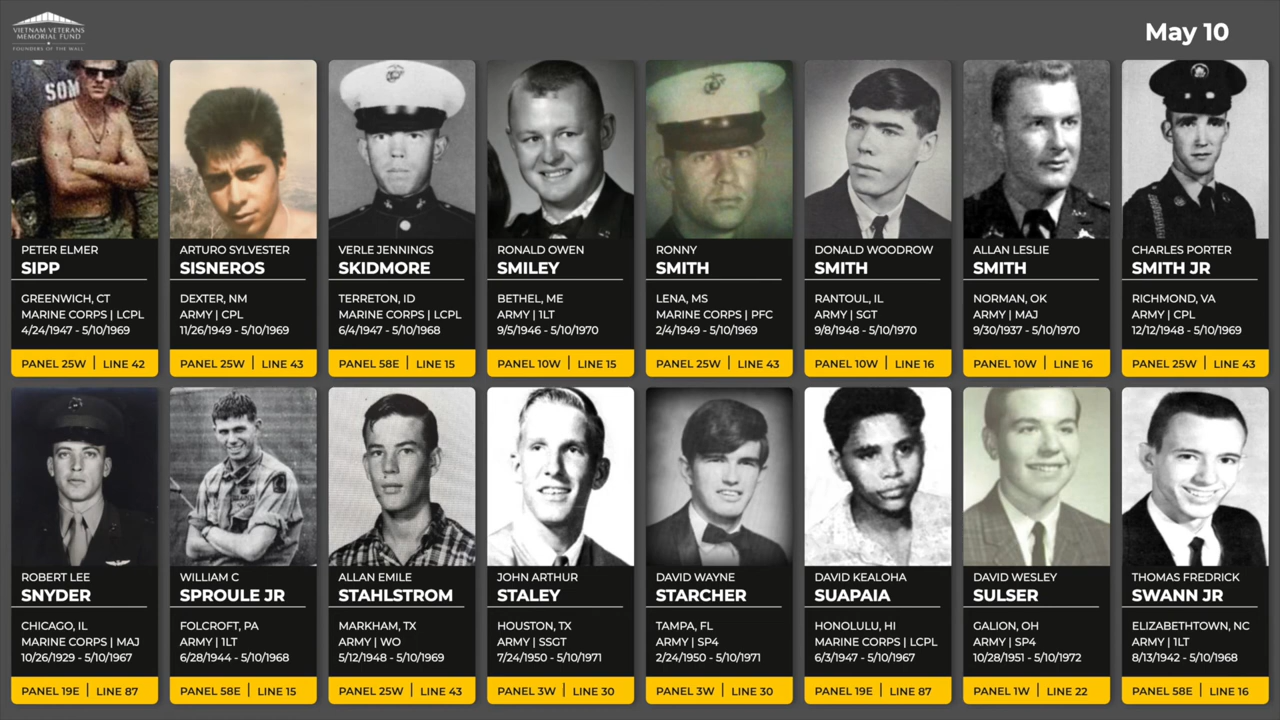 VIETNAM VETERANS
MEMORIAL FUND
FOUNDERS OF THE WALL
May 10
SOM
PETER ELMER
SIPP
GREENWICH, CT
MARINE CORPS | LCPL
4/24/1947 - 5/10/1969
PANEL 25W | LINE 42
ARTURO SYLVESTER
SISNEROS
DEXTER, NM
ARMY | CPL
11/26/1949 - 5/10/1969
PANEL 25W | LINE 43
VERLE JENNINGS
SKIDMORE
TERRETON, ID
MARINE CORPS | LCPL
6/4/1947 - 5/10/1968
PANEL 58E | LINE 15
RONALD OWEN
SMILEY
BETHEL, ME
ARMY | 1LT
9/5/1946 - 5/10/1970
PANEL 10W | LINE 15
RONNY
SMITH
LENA, MS
MARINE CORPS | PFC
2/4/1949 - 5/10/1969
PANEL 25W | LINE 43
DONALD WOODROW
SMITH
RANTOUL, IL
ARMY | SGT
9/8/1948 - 5/10/1970
PANEL 10W | LINE 16
ALLAN LESLIE
SMITH
NORMAN, OK
ARMY | MAJ
9/30/1937 - 5/10/1970
PANEL 10W | LINE 16
CHARLES PORTER
SMITH JR
RICHMOND, VA
ARMY | CPL
12/12/1948 - 5/10/1969
PANEL 25W | LINE 43
ROBERT LEE
SNYDER
CHICAGO, IL
MARINE CORPS | MAJ
10/26/1929 - 5/10/1967
PANEL 19E | LINE 87
WILLIAM C
SPROULE JR
FOLCROFT, PA
ARMY | 1LT
6/28/1944 - 5/10/1968
PANEL 58E | LINE 15
ALLAN EMILE
STAHLSTROM
MARKHAM, TX
ARMY | WO
5/12/1948 - 5/10/1969
PANEL 25W | LINE 43
JOHN ARTHUR
STALEY
HOUSTON, TX
ARMY | SSGT
7/24/1950 - 5/10/1971
PANEL 3W | LINE 30
DAVID WAYNE
STARCHER
TAMPA, FL
ARMY | SP4
2/24/1950 - 5/10/1971
PANEL 3W | LINE 30
DAVID KEALOHA
SUAPAIA
HONOLULU, HI
MARINE CORPS | LCPL
6/3/1947 - 5/10/1967
PANEL 19E | LINE 87
DAVID WESLEY
SULSER
GALION, OH
ARMY | SP4
10/28/1951 - 5/10/1972
PANEL 1W | LINE 22
THOMAS FREDRICK
SWANN JR
ELIZABETHTOWN, NC
ARMY | 1LT
8/13/1942 - 5/10/1968
PANEL 58E | LINE 16